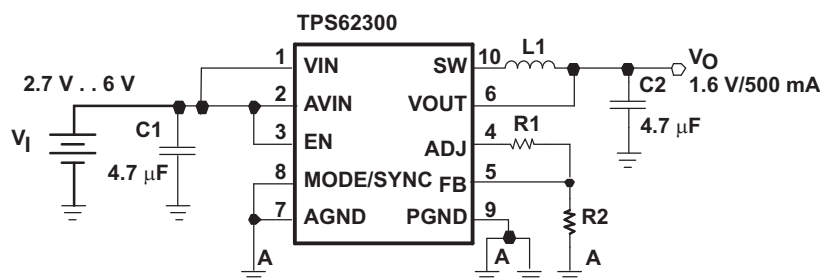 TPS62300
2.7 V . . 6 V
VI
C1
4.7 μF
1 VIN
2 AVIN
3 EN
8 MODE/SYNC
7 AGND
A
SW 10
VOUT 6
ADJ 4
FB 5
PGND 9
A
L1
R1
R2
A
C2
4.7 μF
VO
1.6 V/500 mA